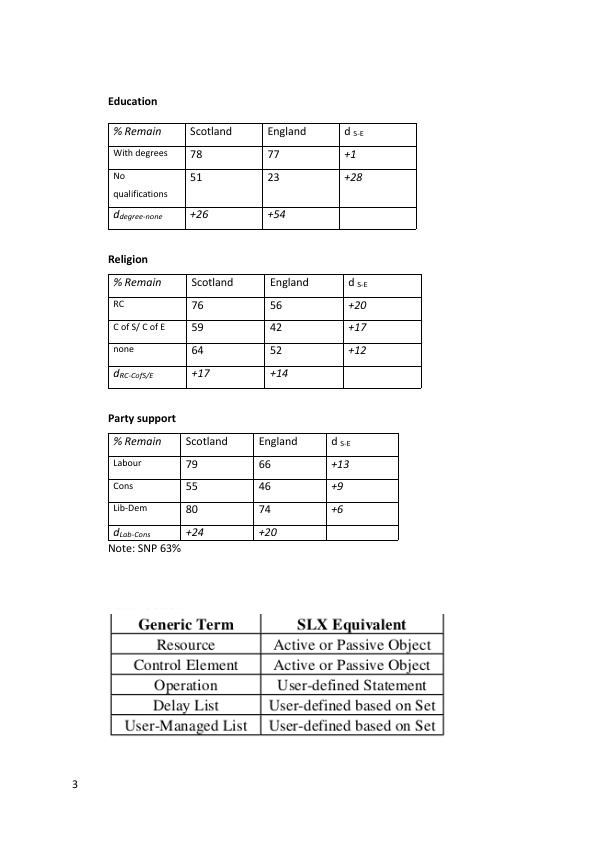 Education
% Remain Scotland England d S-E
With degrees 78 77 +1
No 51 23 +28
qualifications
ddegree-none +26 +54
Religion
% Remain Scotland England d S-E
RC 76 56 +20
C of S/ C of E 59 42 +17
none 64 52 +12
dRC-CofS/E +17 +14
Party support
% Remain Scotland England d S-E
Labour 79 66 +13
Cons 55 46 +9
Lib-Dem 80 74 +6
dLab-Cons +24 +20
Note: SNP 63%
Generic Term SLX Equivalent
Resource Active or Passive Object
Control Element Active or Passive Object
Operation User-defined Statement
Delay List User-defined based on Set
User-Managed List User-defined based on Set
3